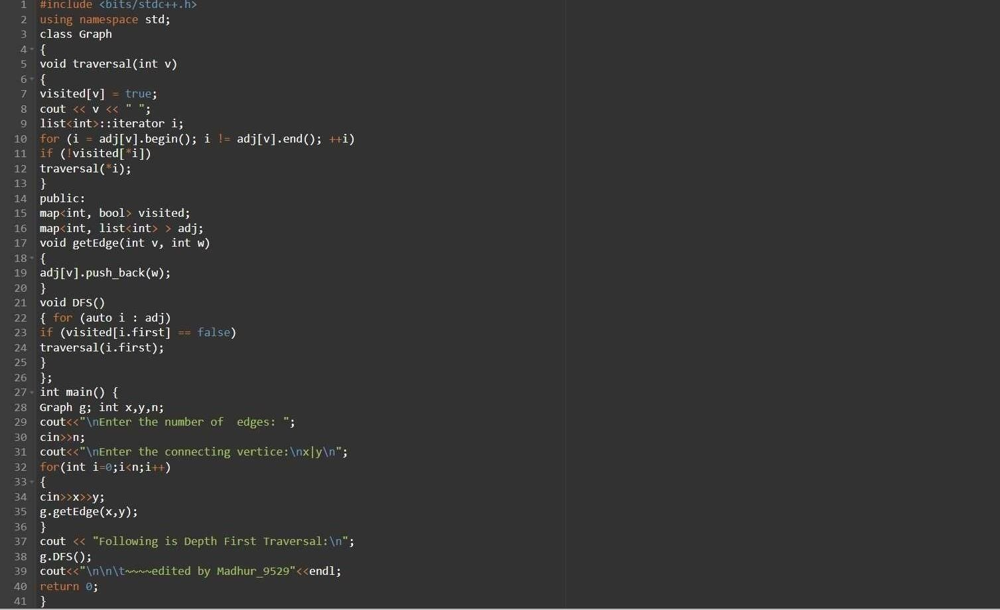 1 #include <bits/stdc++.h>
2 using namespace std;
3 class Graph
4 {
5 void traversal(int v)
6 {
7 visited[v] = true;
8 cout << v << " ";
9 list<int>::iterator i;
10 for (i = adj[v].begin(); i != adj[v].end(); ++i)
11 if (!visited[*i])
12 traversal(*i);
13 }
14 public:
15 map<int, bool> visited;
16 map<int, list<int> > adj;
17 void getEdge(int v, int w)
18 {
19 adj[v].push_back(w);
20 }
21 void DFS()
22 { for (auto i : adj)
23 if (visited[i.first] == false)
24 traversal(i.first);
25 }
26 };
27 int main() {
28 Graph g; int x,y,n;
29 cout<<"\nEnter the number of  edges: ";
30 cin>>n;
31 cout<<"\nEnter the connecting vertice:\nx|y\n";
32 for(int i=0;i<n;i++)
33 {
34 cin>>x>>y;
35 g.getEdge(x,y);
36 }
37 cout << "Following is Depth First Traversal:\n";
38 g.DFS();
39 cout<<"\n\n\t~~~~edited by Madhur_9529"<<endl;
40 return 0;
41 }